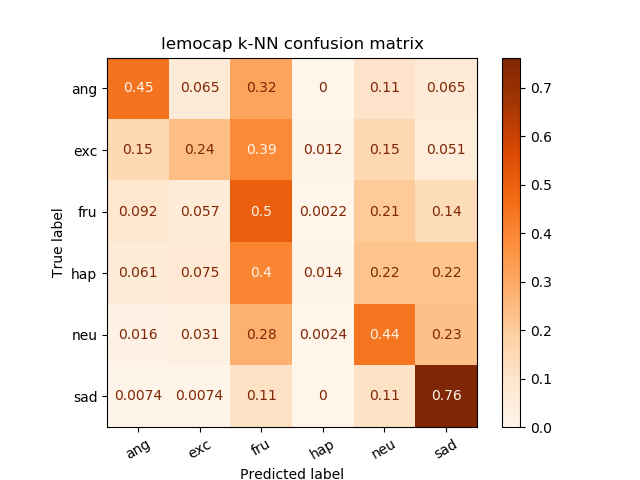 Iemocap k-NN confusion matrix
ang 0.45 0.065 0.32 0 0.11 0.065
exc 0.15 0.24 0.39 0.012 0.15 0.051
fru 0.092 0.057 0.5 0.0022 0.21 0.14
hap 0.061 0.075 0.4 0.014 0.22 0.22
neu 0.016 0.031 0.28 0.0024 0.44 0.23
sad 0.0074 0.0074 0.11 0 0.11 0.76
ang exc fru hap neu sad
Predicted label
True label
0.7
0.6
0.5
0.4
0.3
0.2
0.1
0.0